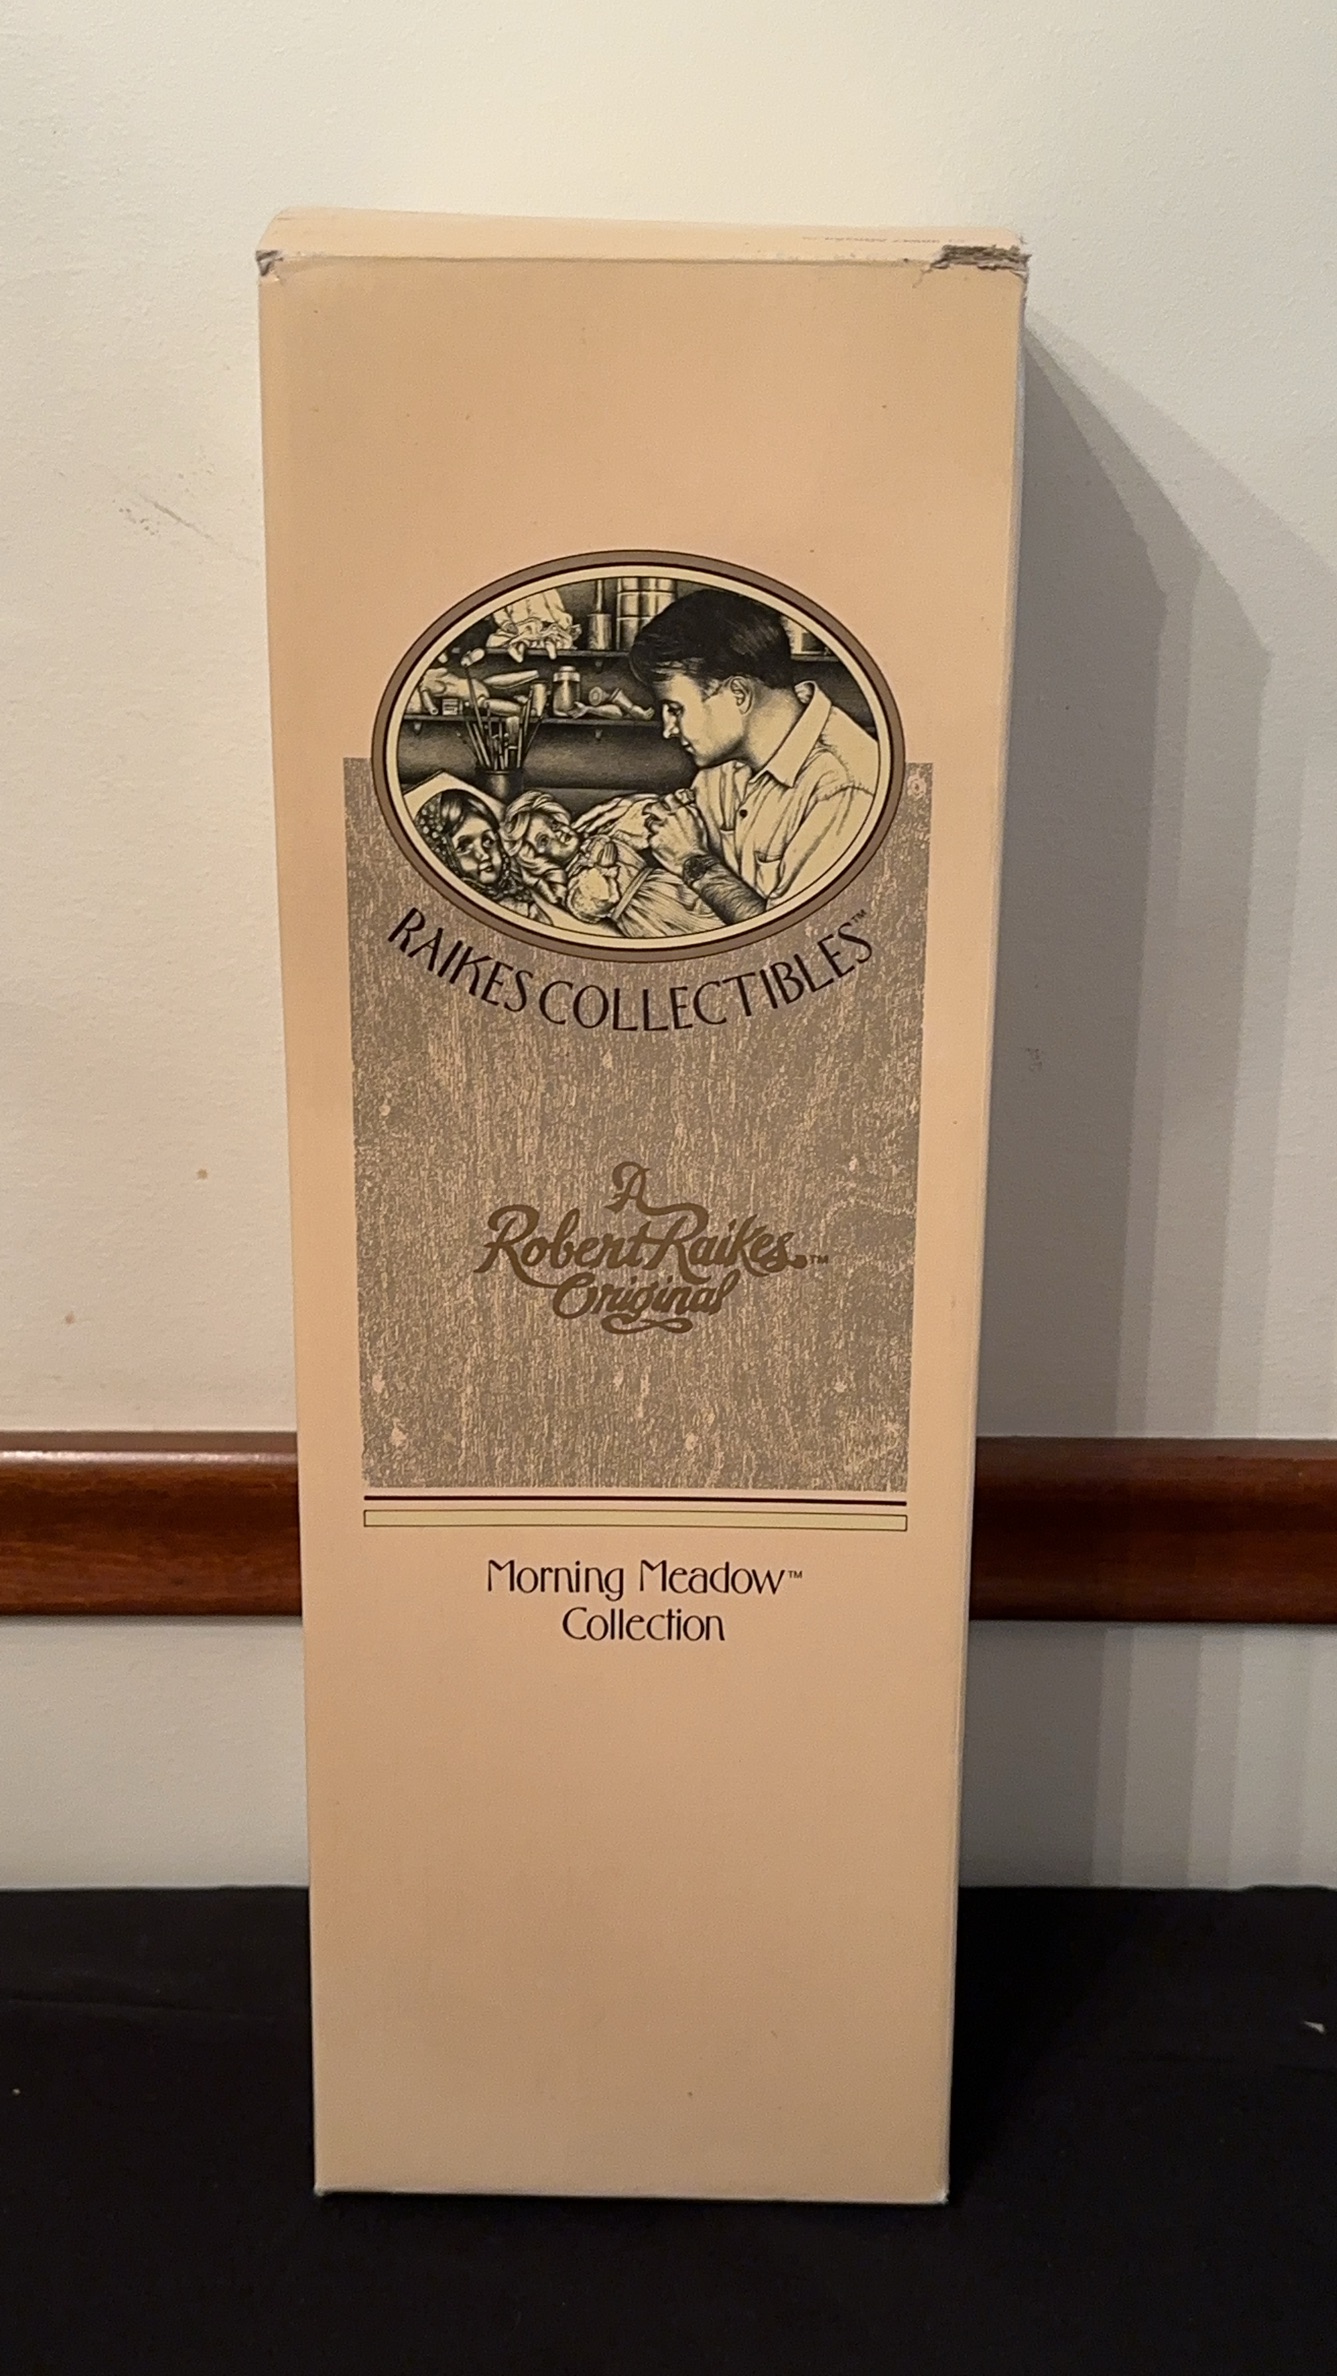 RAIKES COLLECTIBLES™
A
Robert Raikes™
Original
Morning Meadow™
Collection